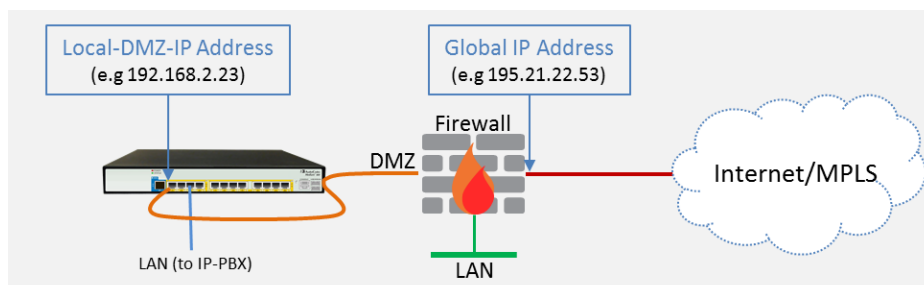 Local-DMZ-IP Address
(e.g 192.168.2.23)
Global IP Address
(e.g 195.21.22.53)
Firewall
DMZ
Internet/MPLS
LAN (to IP-PBX)
LAN